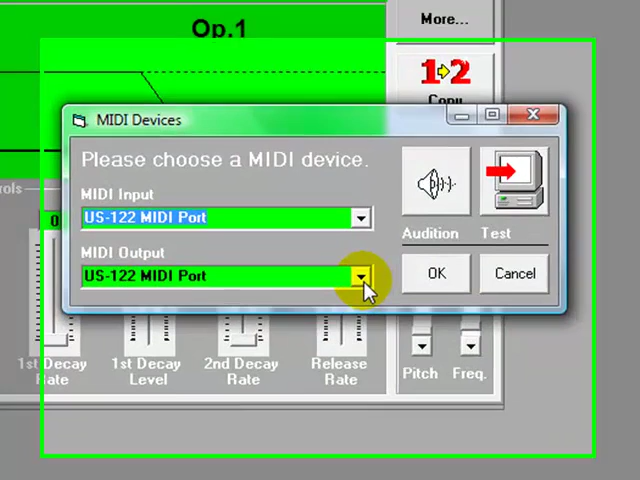 Op.1
More...
1 2
Copy
MIDI Devices
Please choose a MIDI device.
MIDI Input
US-122 MIDI Port
MIDI Output
US-122 MIDI Port
Audition
Test
OK
Cancel
0
1st Decay
Rate
1st Decay
Level
2nd Decay
Rate
Release
Rate
Pitch
Freq.